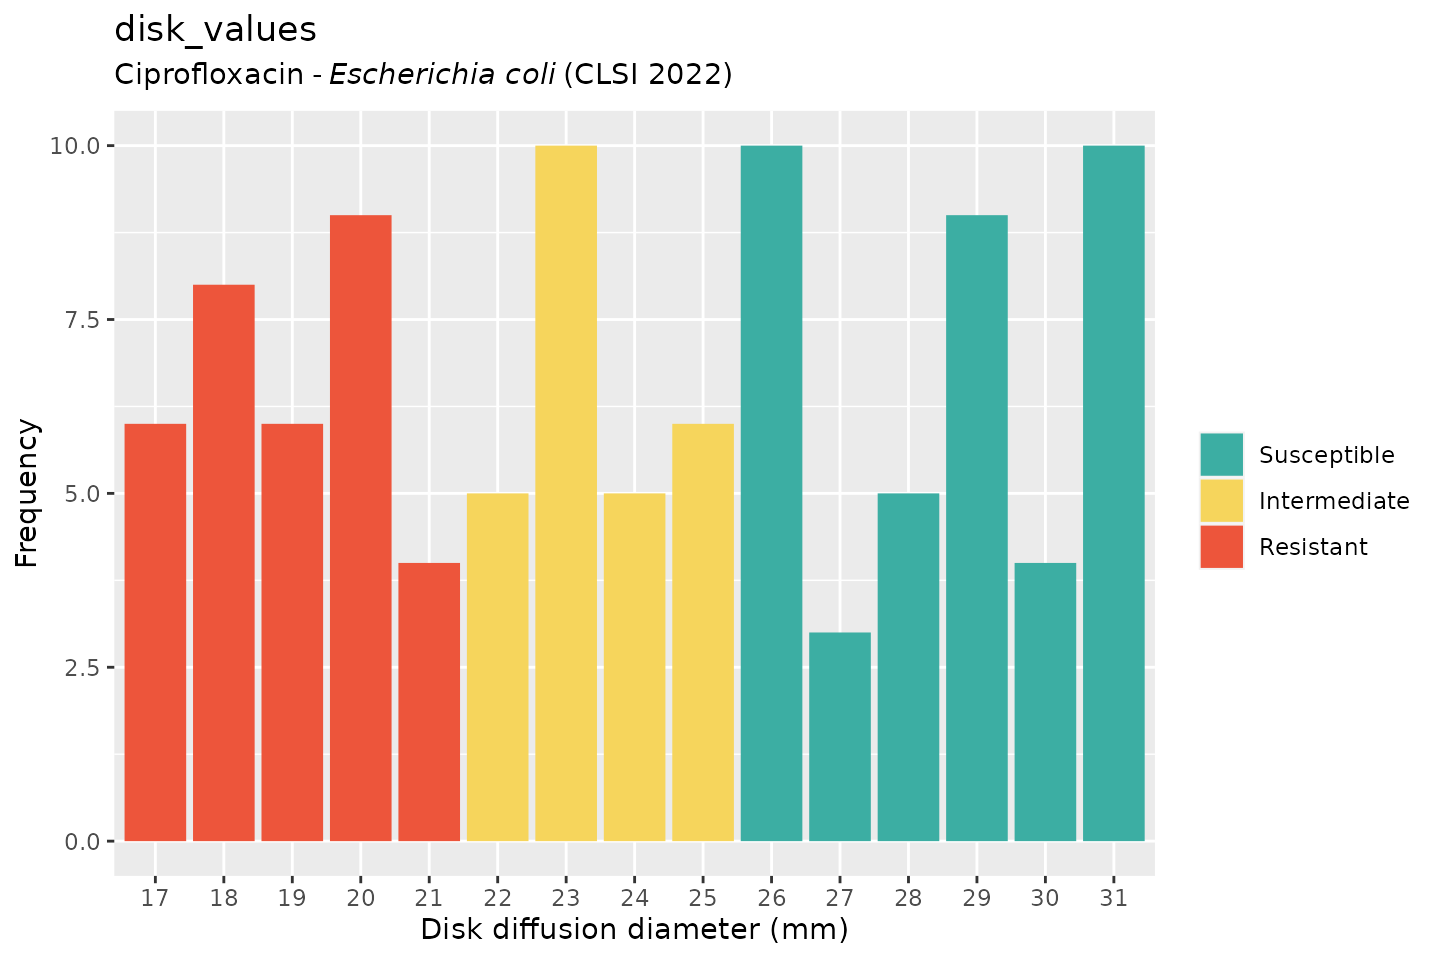 disk_values
Ciprofloxacin - Escherichia coli (CLSI 2022)
Frequency
10.0
7.5
5.0
2.5
0.0
17 18 19 20 21 22 23 24 25 26 27 28 29 30 31
Disk diffusion diameter (mm)
Susceptible
Intermediate
Resistant